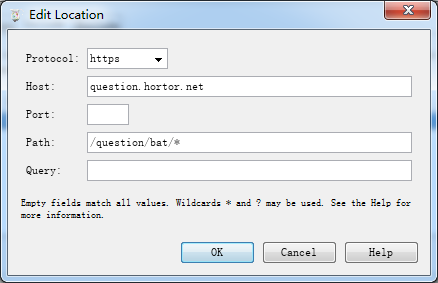 Edit Location
Protocol: https
Host: question.hortor.net
Port:
Path: /question/bat/*
Query:
Empty fields match all values. Wildcards * and ? may be used. See the Help for
more information.
OK Cancel Help